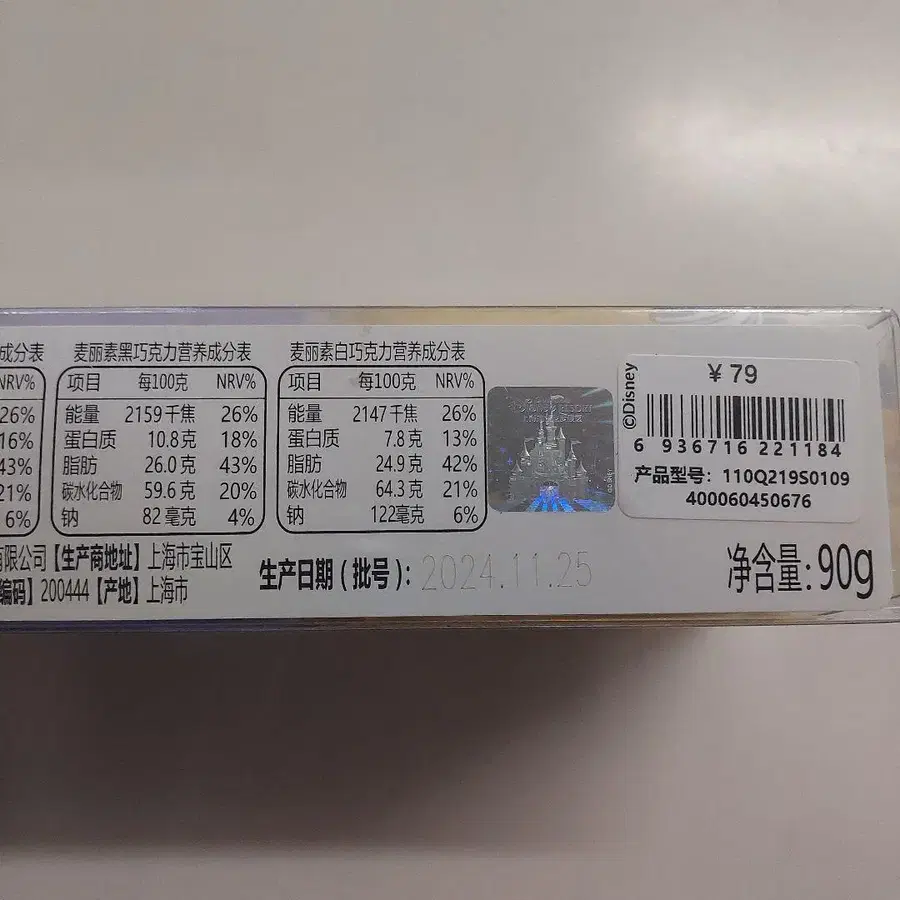 成分表
NRV%
26%
16%
43%
21%
6%
麦丽素黑巧克力营养成分表
项目 每100克 NRV%
能量 2159千焦 26%
蛋白质 10.8克 18%
脂肪 26.0克 43%
碳水化合物 59.6克 20%
钠 82毫克 4%
麦丽素白巧克力营养成分表
项目 每100克 NRV%
能量 2147千焦 26%
蛋白质 7.8克 13%
脂肪 24.9克 42%
碳水化合物 64.3克 21%
钠 122毫克 6%
©Disney
¥79
6 936716 221184
产品型号: 110Q219S0109
400060450676
有限公司【生产商地址】上海市宝山区
编码】200444【产地】上海市
生产日期(批号): 2024.11.25
净含量:90g